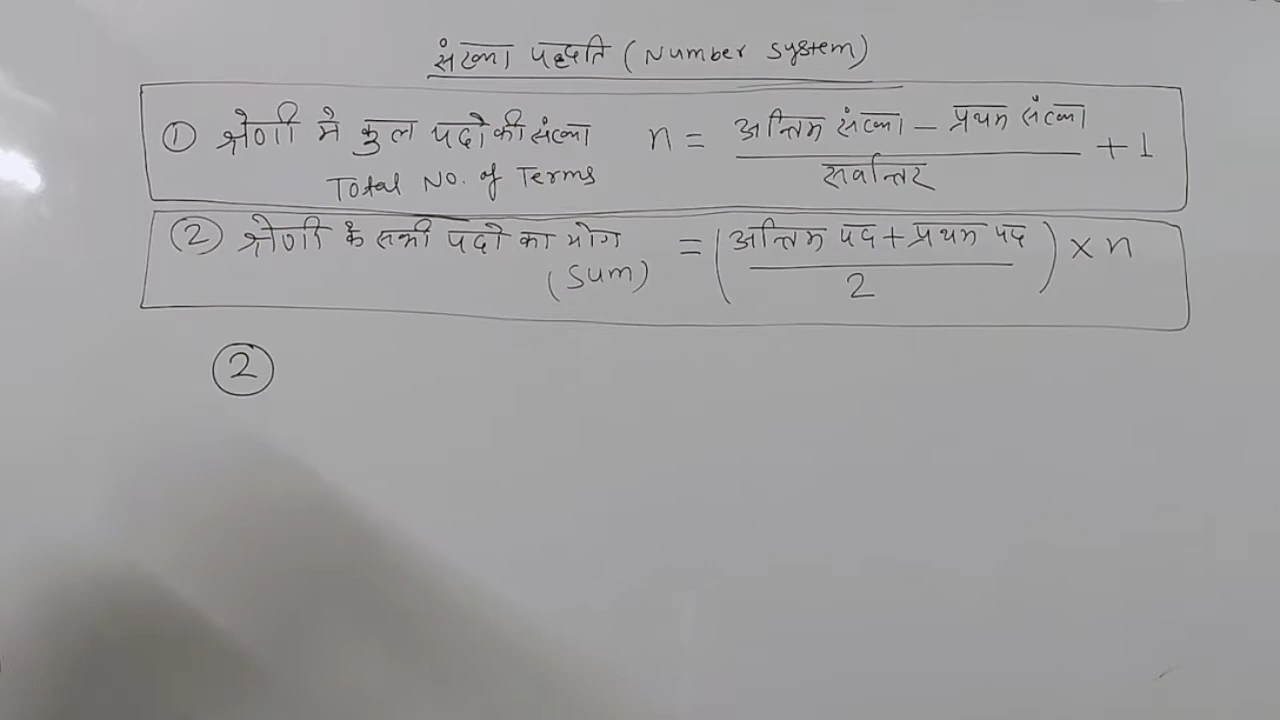 संख्या पद्धति (Number system)
① श्रेणी मे कुल पदो की संख्या n = (अन्तिम संख्या − प्रथम संख्या) / सर्वान्तर + 1
Total No. of Terms
② श्रेणी के सभी पदो का योग = (अन्तिम पद + प्रथम पद / 2) × n
(Sum)
②